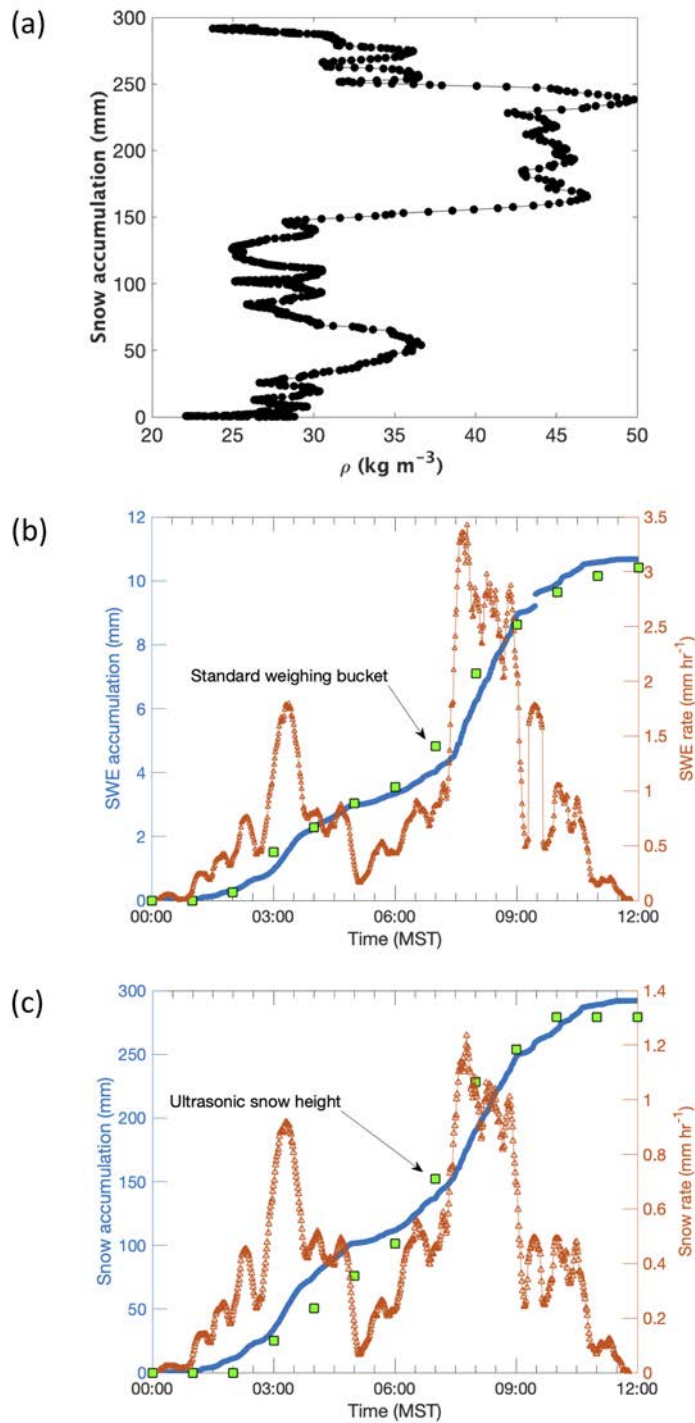 (a)
300
250
200
150
100
50
0
Snow accumulation (mm)
20 25 30 35 40 45 50
ρ (kg m⁻³)
(b)
12
10
8
6
4
2
0
SWE accumulation (mm)
Standard weighing bucket
3.5
3
2.5
2
1.5
1
0.5
0
SWE rate (mm hr⁻¹)
00:00 03:00 06:00 09:00 12:00
Time (MST)
(c)
300
250
200
150
100
50
0
Snow accumulation (mm)
Ultrasonic snow height
1.4
1.2
1
0.8
0.6
0.4
0.2
0
Snow rate (mm hr⁻¹)
00:00 03:00 06:00 09:00 12:00
Time (MST)